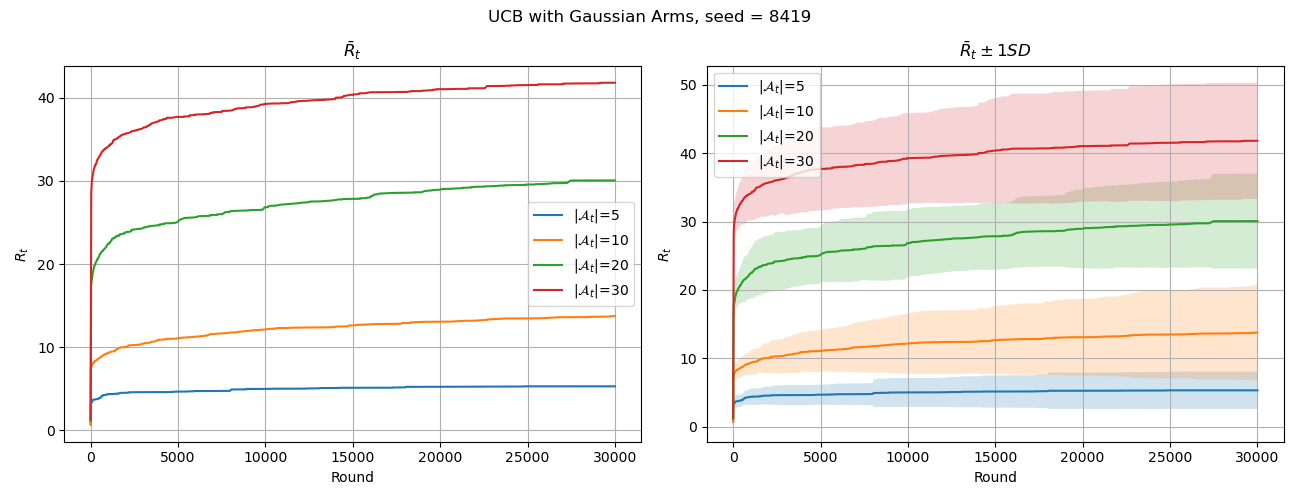 UCB with Gaussian Arms, seed = 8419
R̄ₜ
40
30
20
10
0
Rₜ
0 5000 10000 15000 20000 25000 30000
Round
|𝒜ₜ|=5
|𝒜ₜ|=10
|𝒜ₜ|=20
|𝒜ₜ|=30
R̄ₜ ± 1SD
50
40
30
20
10
0
Rₜ
0 5000 10000 15000 20000 25000 30000
Round
|𝒜ₜ|=5
|𝒜ₜ|=10
|𝒜ₜ|=20
|𝒜ₜ|=30